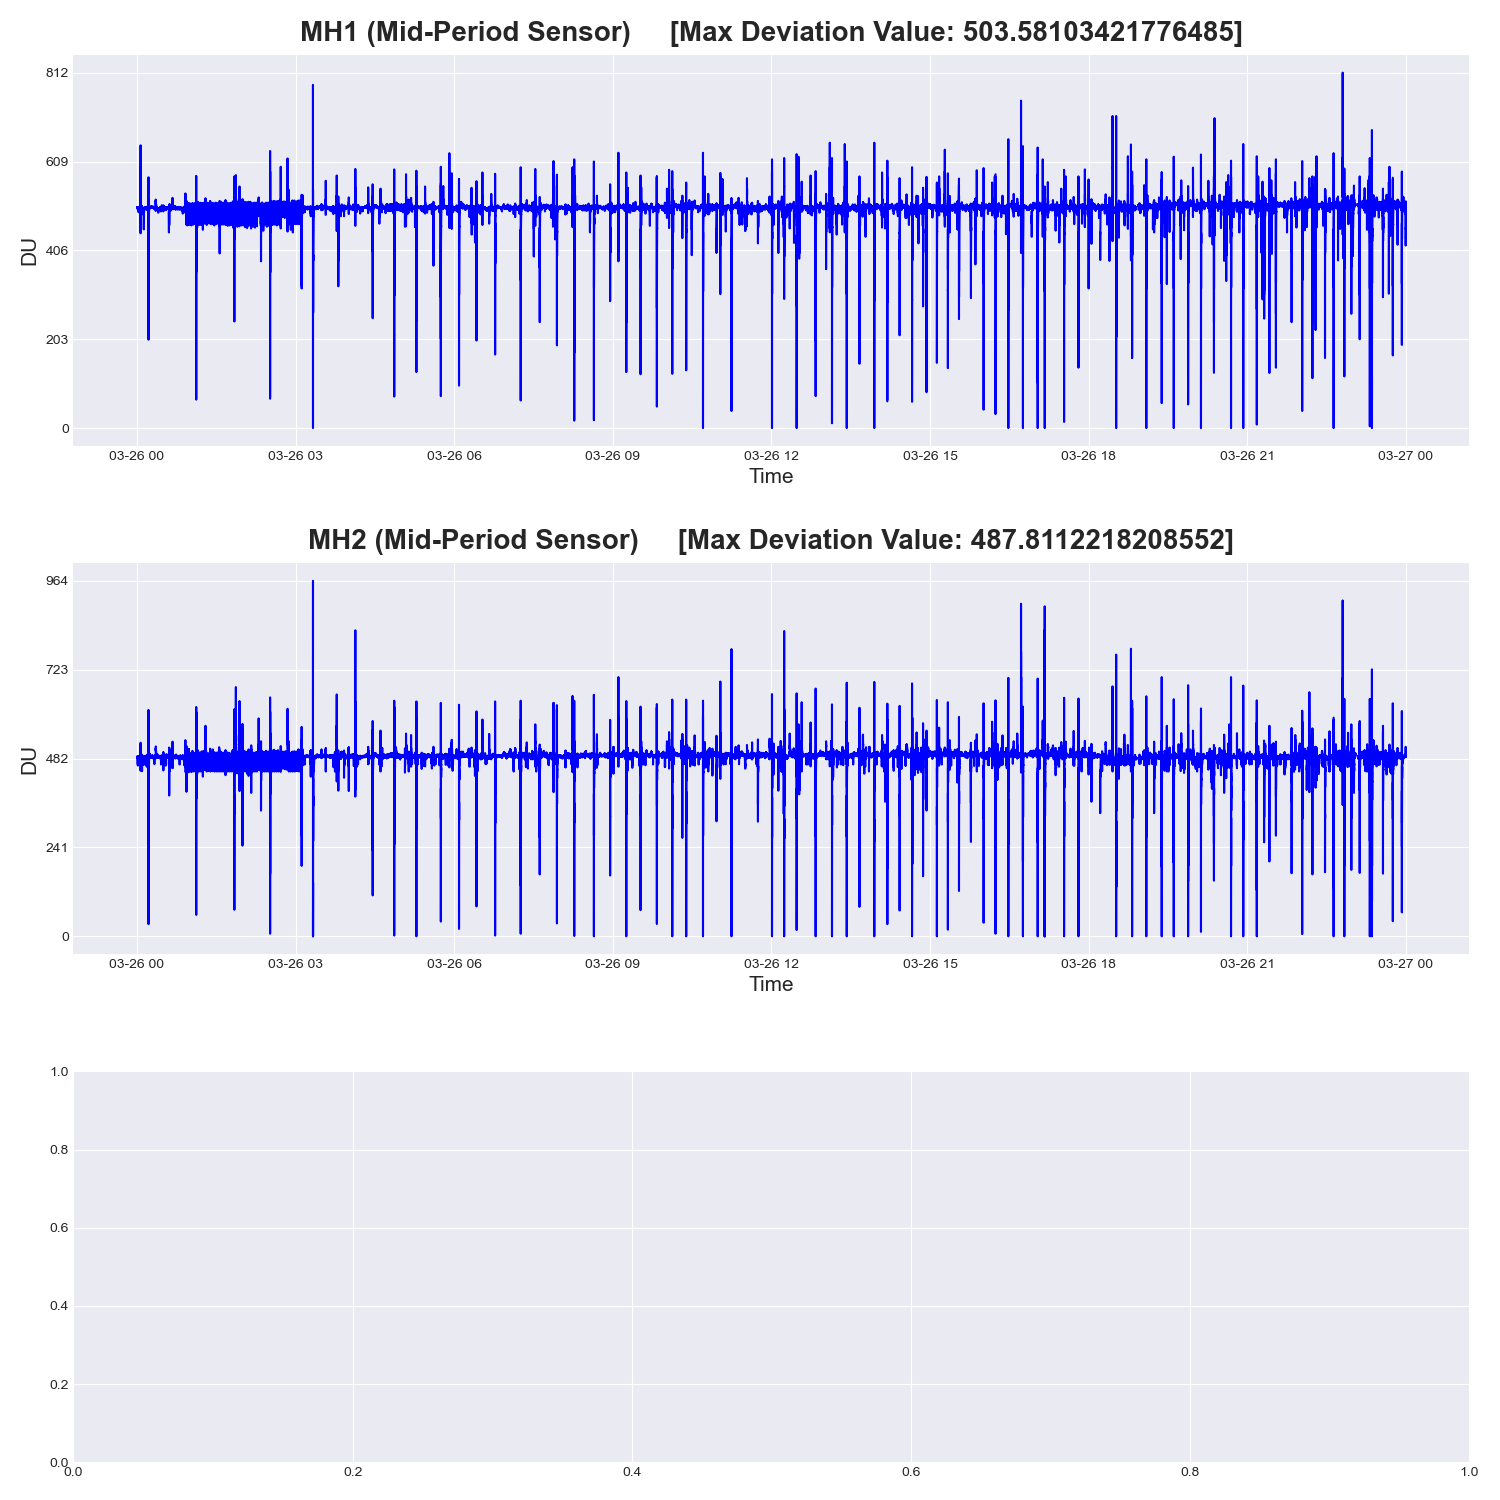 MH1 (Mid-Period Sensor) [Max Deviation Value: 503.58103421776485]
812
609
406
203
0
DU
03-26 00 03-26 03 03-26 06 03-26 09 03-26 12 03-26 15 03-26 18 03-26 21 03-27 00
Time
MH2 (Mid-Period Sensor) [Max Deviation Value: 487.8112218208552]
964
723
482
241
0
DU
03-26 00 03-26 03 03-26 06 03-26 09 03-26 12 03-26 15 03-26 18 03-26 21 03-27 00
Time
1.0
0.8
0.6
0.4
0.2
0.0
0.0 0.2 0.4 0.6 0.8 1.0